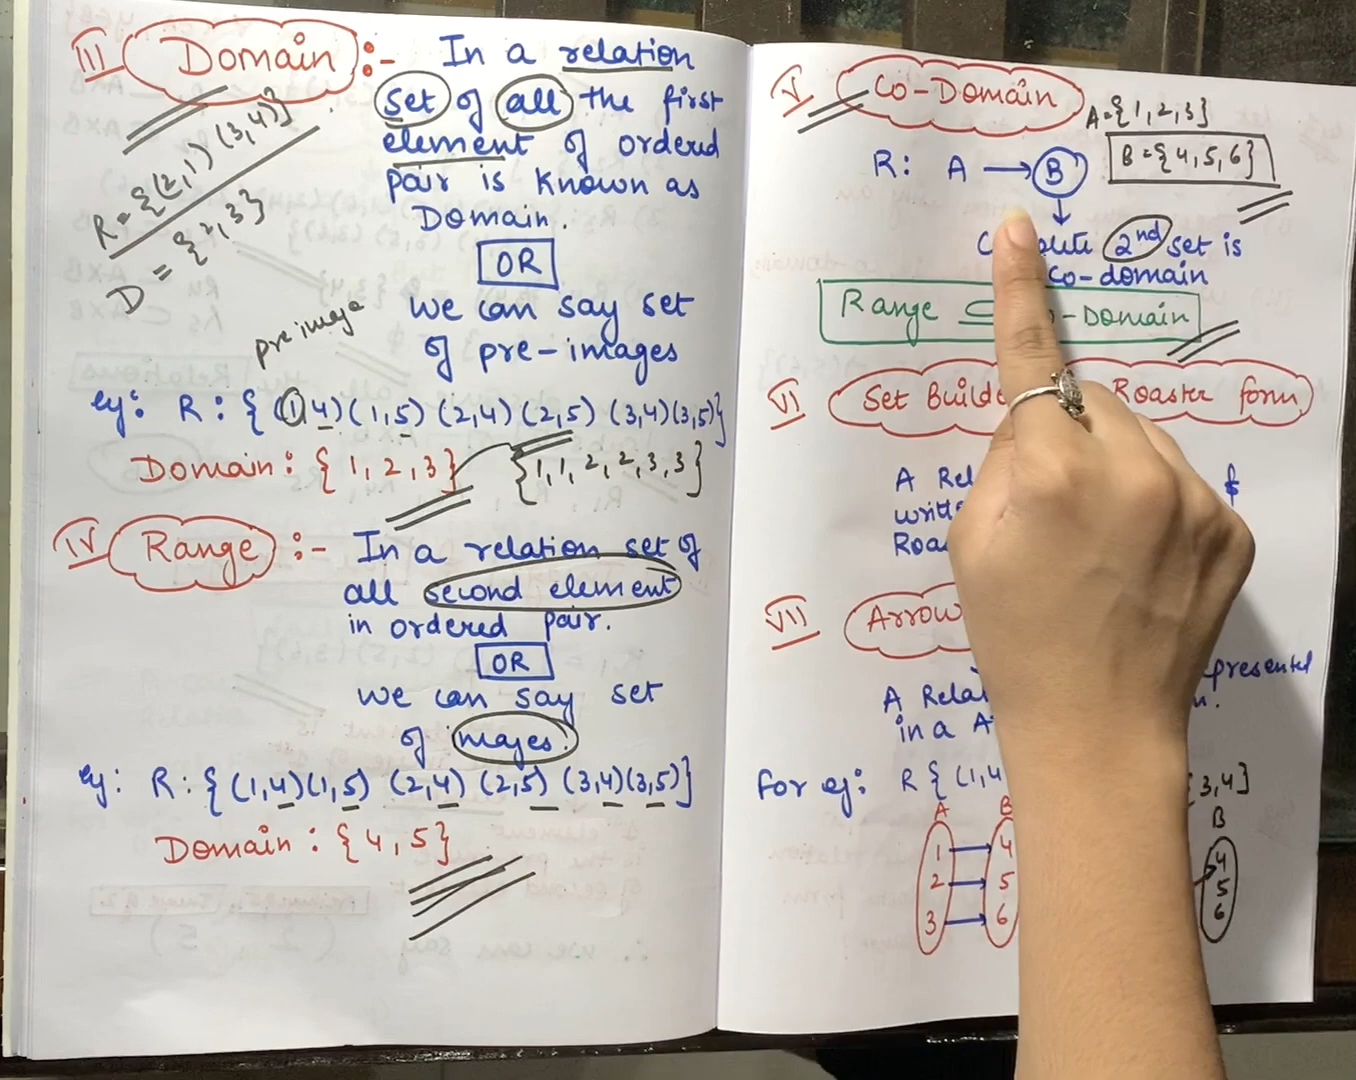 III Domain :- In a relation
set of all the first
element of ordered
pair is known as
Domain.
R = {(2,1) (3,4)}
D = {2,3}
OR
we can say set
of pre-images
preimage
eg: R : { (1,4) (1,5) (2,4) (2,5) (3,4) (3,5)}
Domain : { 1, 2, 3} {1,1,2,2,3,3}
IV Range :- In a relation set of
all second element
in ordered pair.
OR
we can say set
of images.
eg: R : { (1,4) (1,5) (2,4) (2,5) (3,4) (3,5)}
Domain : { 4, 5}
V Co-Domain
A={1,2,3}
R: A → B B={4,5,6}
↓
2nd set is
co-domain
Range ⊆ -Domain
VI Set Builde Roaster form
A Rel
writt
Roa
VII Arrow
A Rela presented
in a A
For eg: R { (1,4 3,4]
A B B
1 → 4 4
2 → 5 5
3 → 6 6